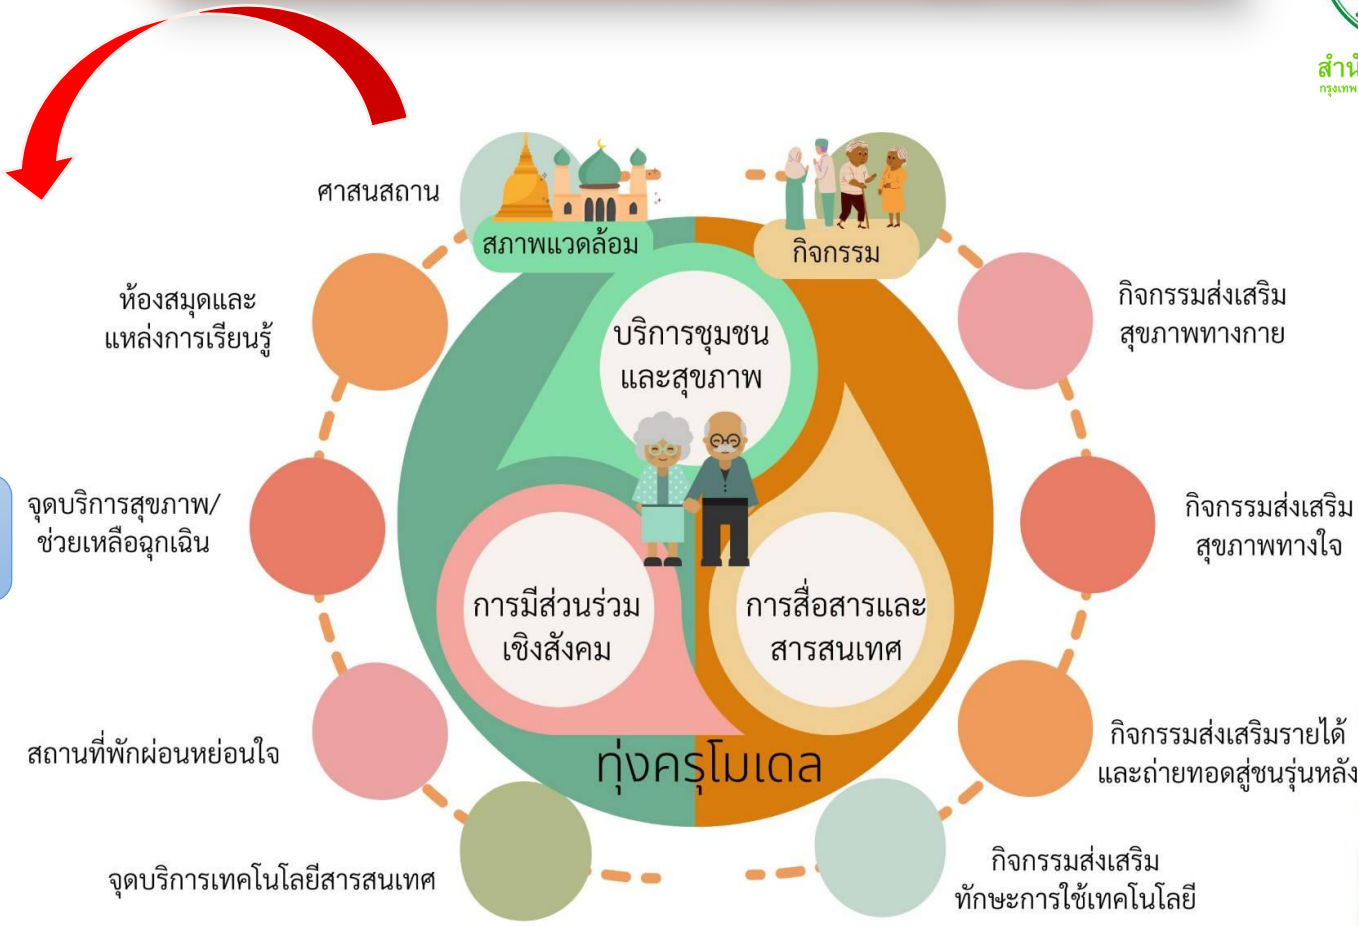 สำนั
กรุงเทพ
ศาสนสถาน
สภาพแวดล้อม
กิจกรรม
ห้องสมุดและ
แหล่งการเรียนรู้
บริการชุมชน
และสุขภาพ
กิจกรรมส่งเสริม
สุขภาพทางกาย
จุดบริการสุขภาพ/
ช่วยเหลือฉุกเฉิน
กิจกรรมส่งเสริม
สุขภาพทางใจ
การมีส่วนร่วม
เชิงสังคม
การสื่อสารและ
สารสนเทศ
สถานที่พักผ่อนหย่อนใจ
ทุ่งครุโมเดล
กิจกรรมส่งเสริมรายได้
และถ่ายทอดสู่ชนรุ่นหลัง
จุดบริการเทคโนโลยีสารสนเทศ
กิจกรรมส่งเสริม
ทักษะการใช้เทคโนโลยี